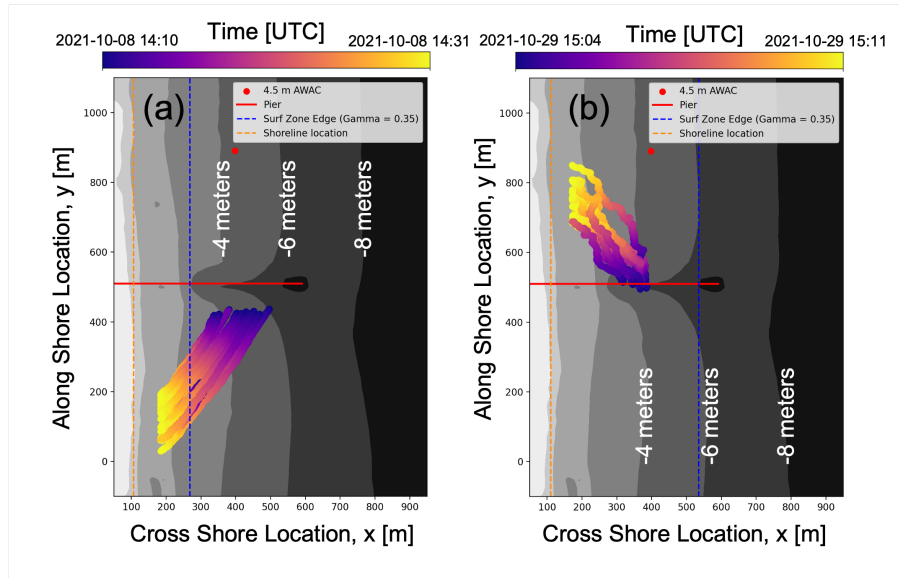 Time [UTC]
2021-10-08 14:10
2021-10-08 14:31
(a)
4.5 m AWAC
Pier
Surf Zone Edge (Gamma = 0.35)
Shoreline location
-4 meters
-6 meters
-8 meters
1000
800
600
400
200
0
Along Shore Location, y [m]
100 200 300 400 500 600 700 800 900
Cross Shore Location, x [m]
Time [UTC]
2021-10-29 15:04
2021-10-29 15:11
(b)
4.5 m AWAC
Pier
Surf Zone Edge (Gamma = 0.35)
Shoreline location
-4 meters
-6 meters
-8 meters
1000
800
600
400
200
0
Along Shore Location, y [m]
100 200 300 400 500 600 700 800 900
Cross Shore Location, x [m]